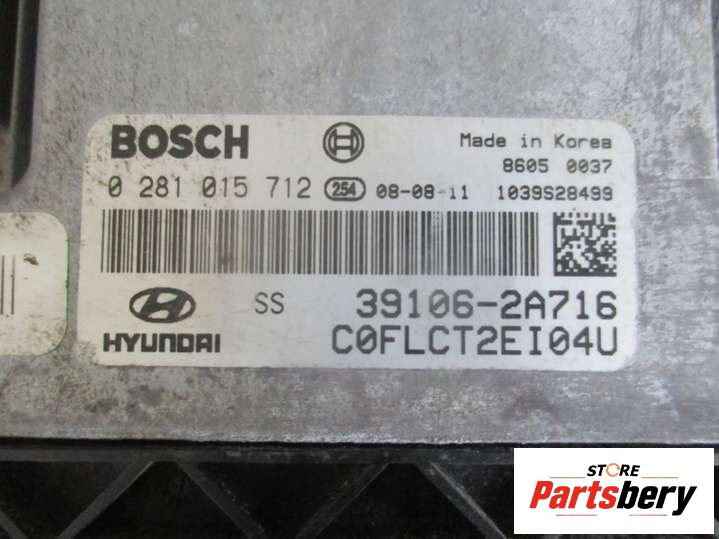 BOSCH
Made in Korea
8605 0037
0 281 015 712 254 08-08-11 1039S28499
SS 39106-2A716
HYUNDAI C0FLCT2EI04U
STORE
Partsbery